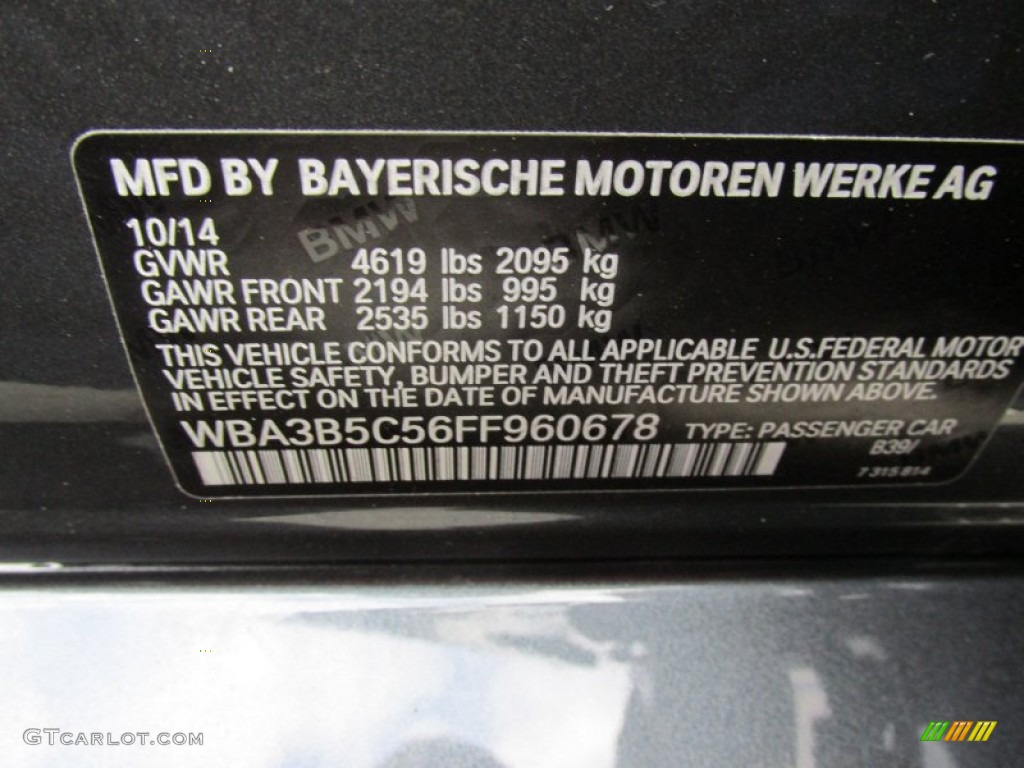 MFD BY BAYERISCHE MOTOREN WERKE AG
10/14
GVWR 4619 lbs 2095 kg
GAWR FRONT 2194 lbs 995 kg
GAWR REAR 2535 lbs 1150 kg
THIS VEHICLE CONFORMS TO ALL APPLICABLE U.S.FEDERAL MOTOR
VEHICLE SAFETY, BUMPER AND THEFT PREVENTION STANDARDS
IN EFFECT ON THE DATE OF MANUFACTURE SHOWN ABOVE.
WBA3B5C56FF960678 TYPE: PASSENGER CAR
B39/
7 315 814
BMW
BMW
GTCarLot.com